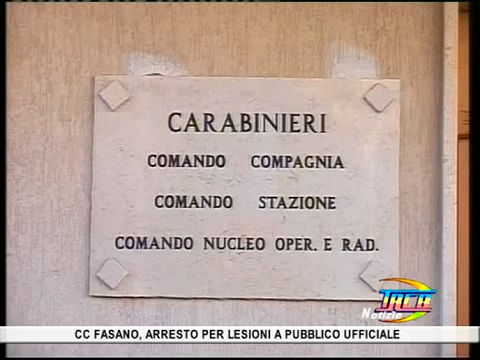 CARABINIERI
COMANDO COMPAGNIA
COMANDO STAZIONE
COMANDO NUCLEO OPER. E RAD.
Notizie
CC FASANO, ARRESTO PER LESIONI A PUBBLICO UFFICIALE